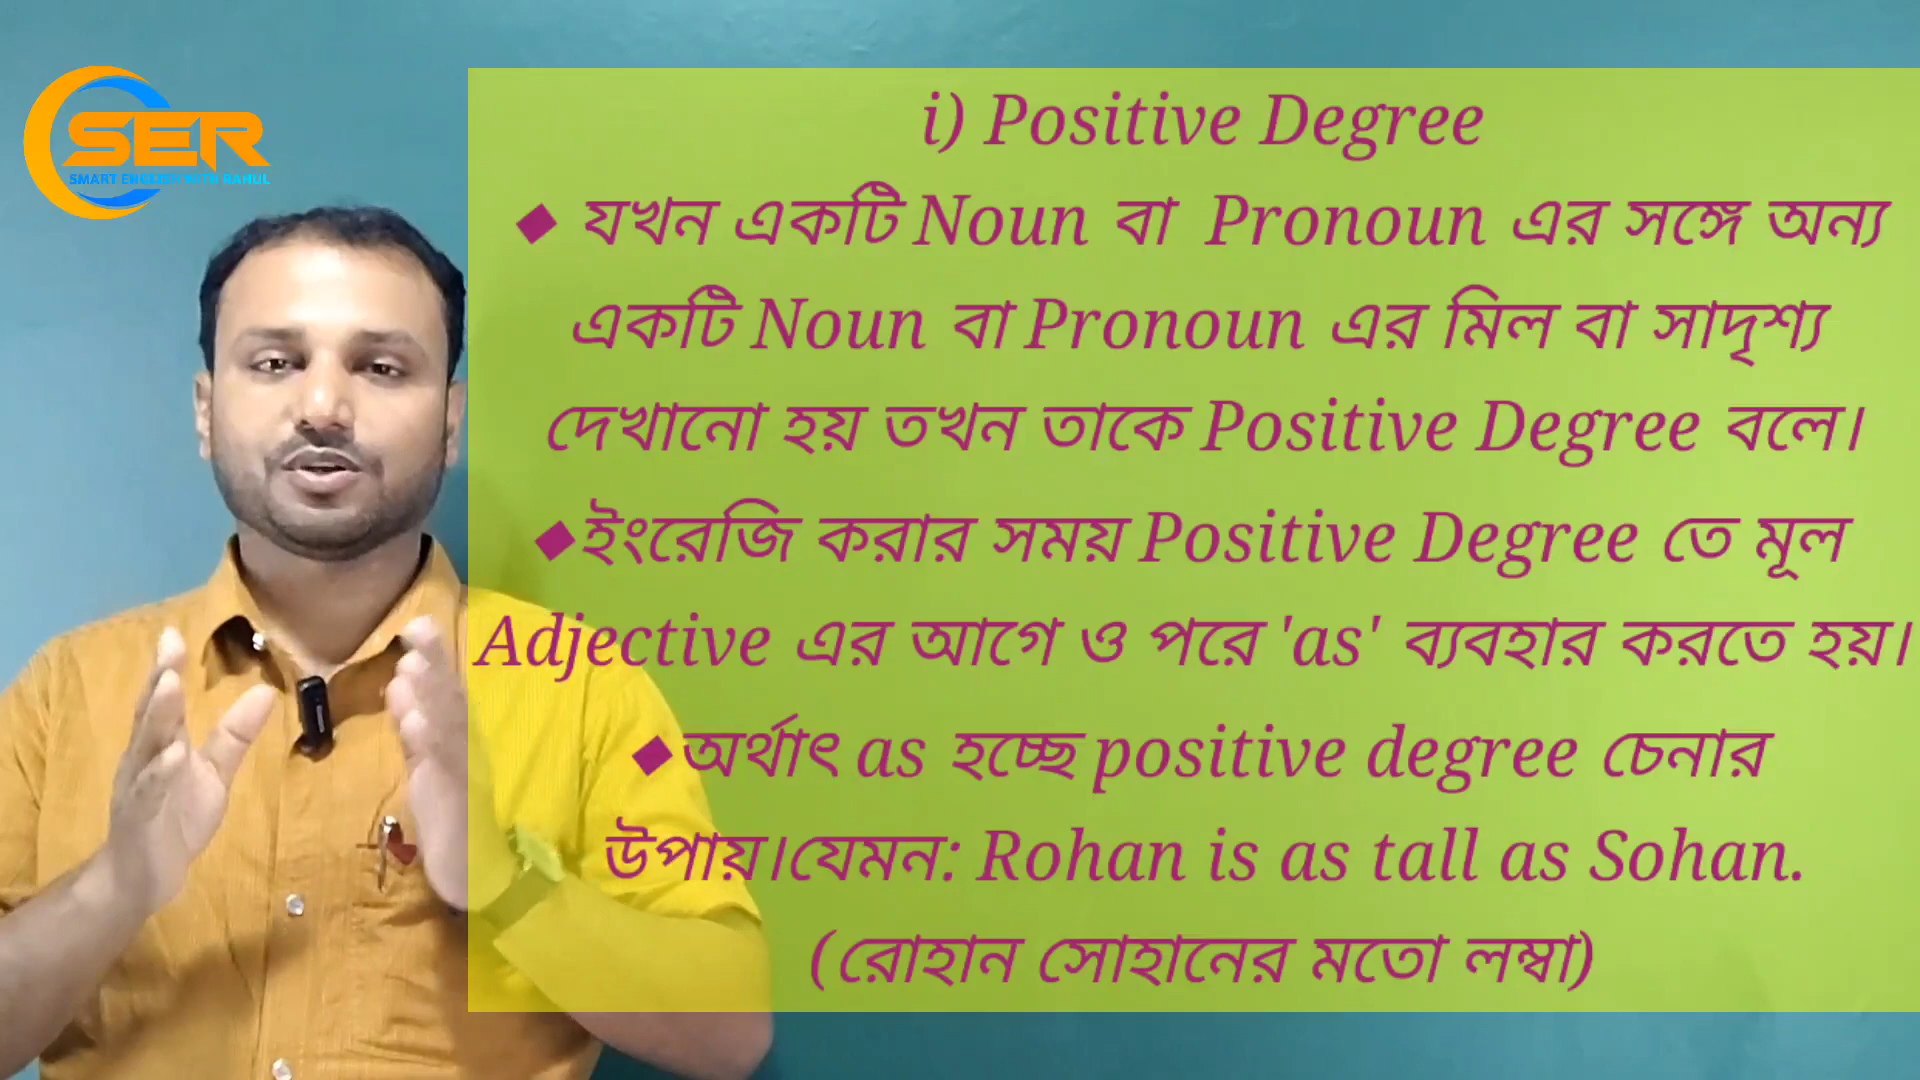 SER
SMART ENGLISH WITH RAHUL
i) Positive Degree
◆ যখন একটি Noun বা Pronoun এর সঙ্গে অন্য
একটি Noun বা Pronoun এর মিল বা সাদৃশ্য
দেখানো হয় তখন তাকে Positive Degree বলে।
◆ইংরেজি করার সময় Positive Degree তে মূল
Adjective এর আগে ও পরে 'as' ব্যবহার করতে হয়।
◆অর্থাৎ as হচ্ছে positive degree চেনার
উপায়।যেমন: Rohan is as tall as Sohan.
(রোহান সোহানের মতো লম্বা)